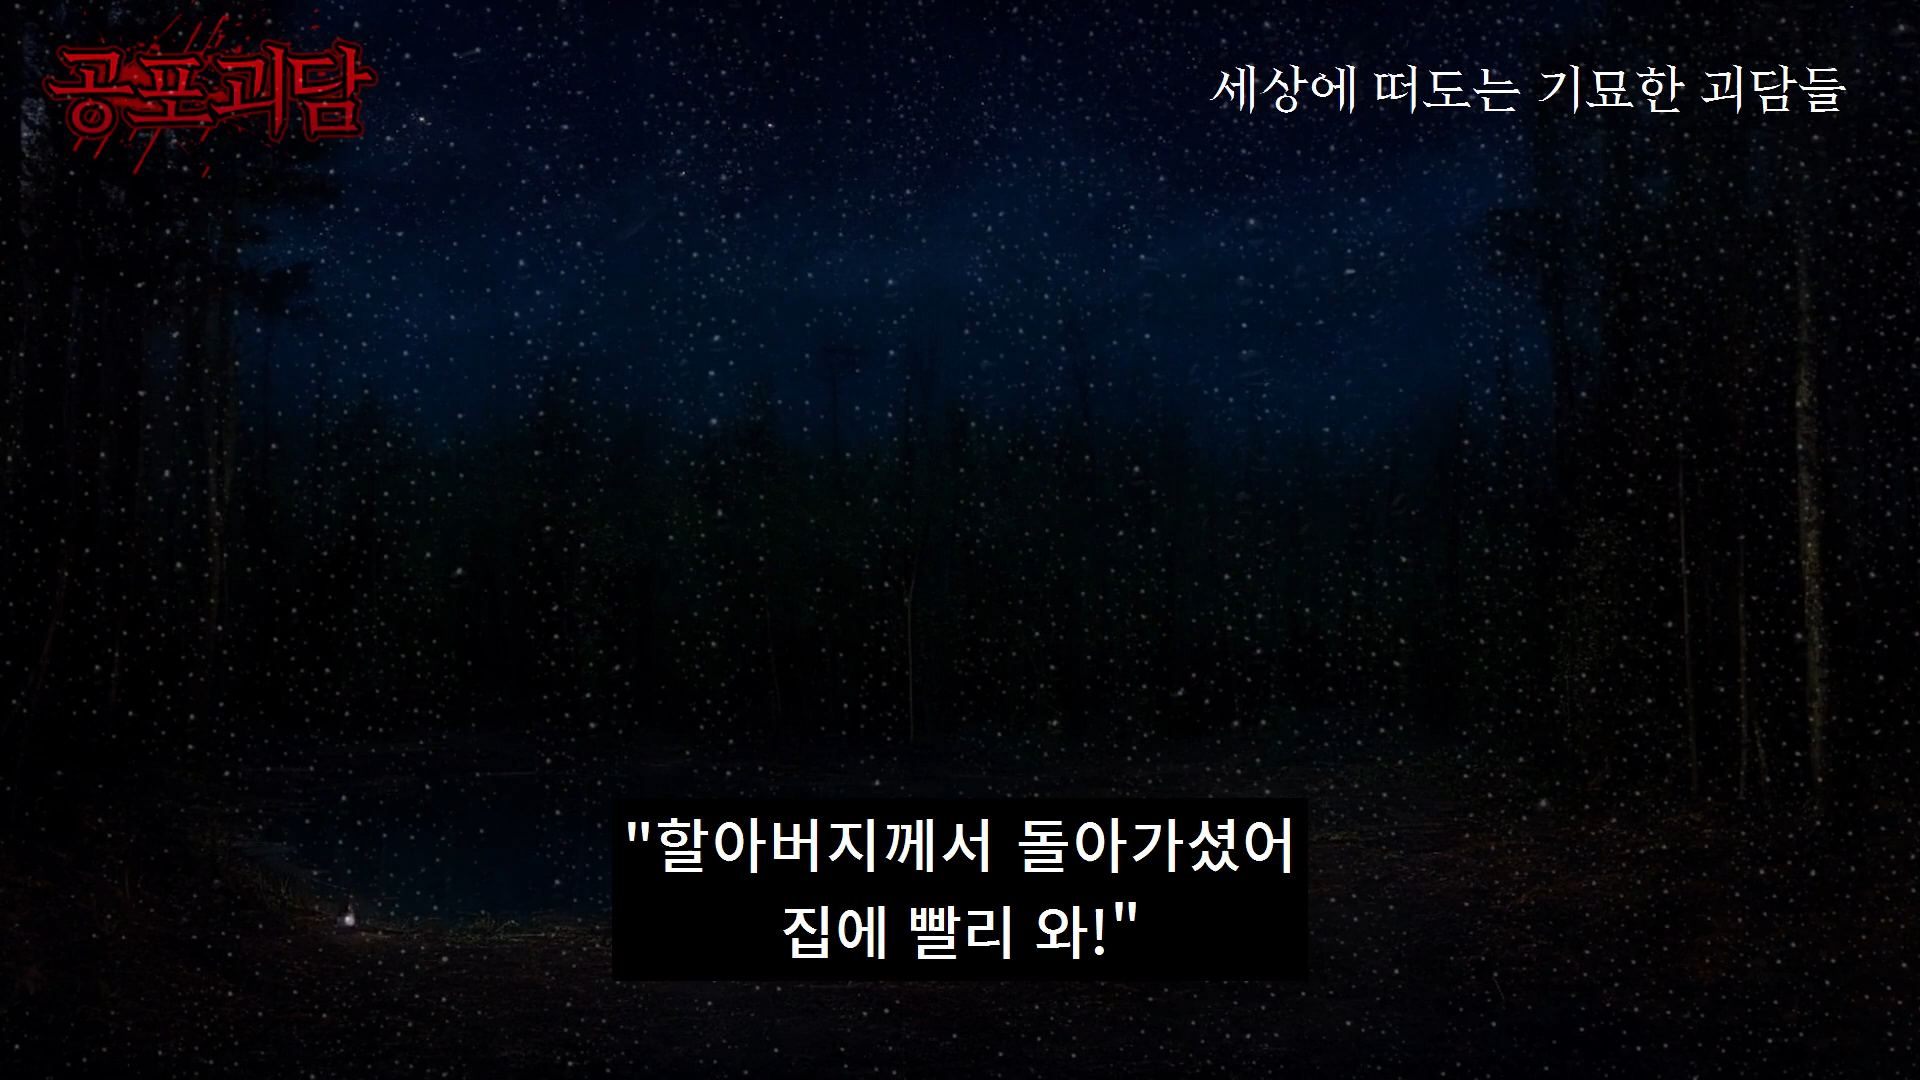 공포괴담
세상에 떠도는 기묘한 괴담들
"할아버지께서 돌아가셨어
집에 빨리 와!"